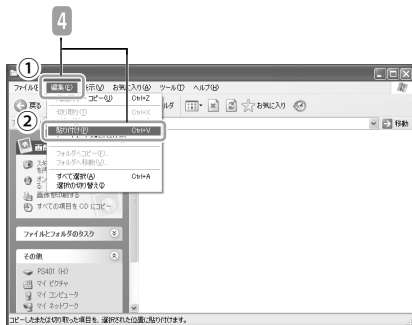 4
①
ファイル(F) 編集(E) 表示(V) お気に入り(A) ツール(T) ヘルプ(H)
戻る
お気に入り
移動
コピー(U) Ctrl+Z
切り取り(T) Ctrl+X
②
貼り付け(P) Ctrl+V
フォルダへコピー(F)...
フォルダへ移動(V)...
すべて選択(A) Ctrl+A
選択の切り替え(I)
画像を印刷する
すべての項目を CD にコピー
ファイルとフォルダのタスク
その他
PS401 (H)
マイ ピクチャ
マイ コンピュータ
マイ ネットワーク
コピーしたまたは切り取った項目を、選択された位置に貼り付けます。